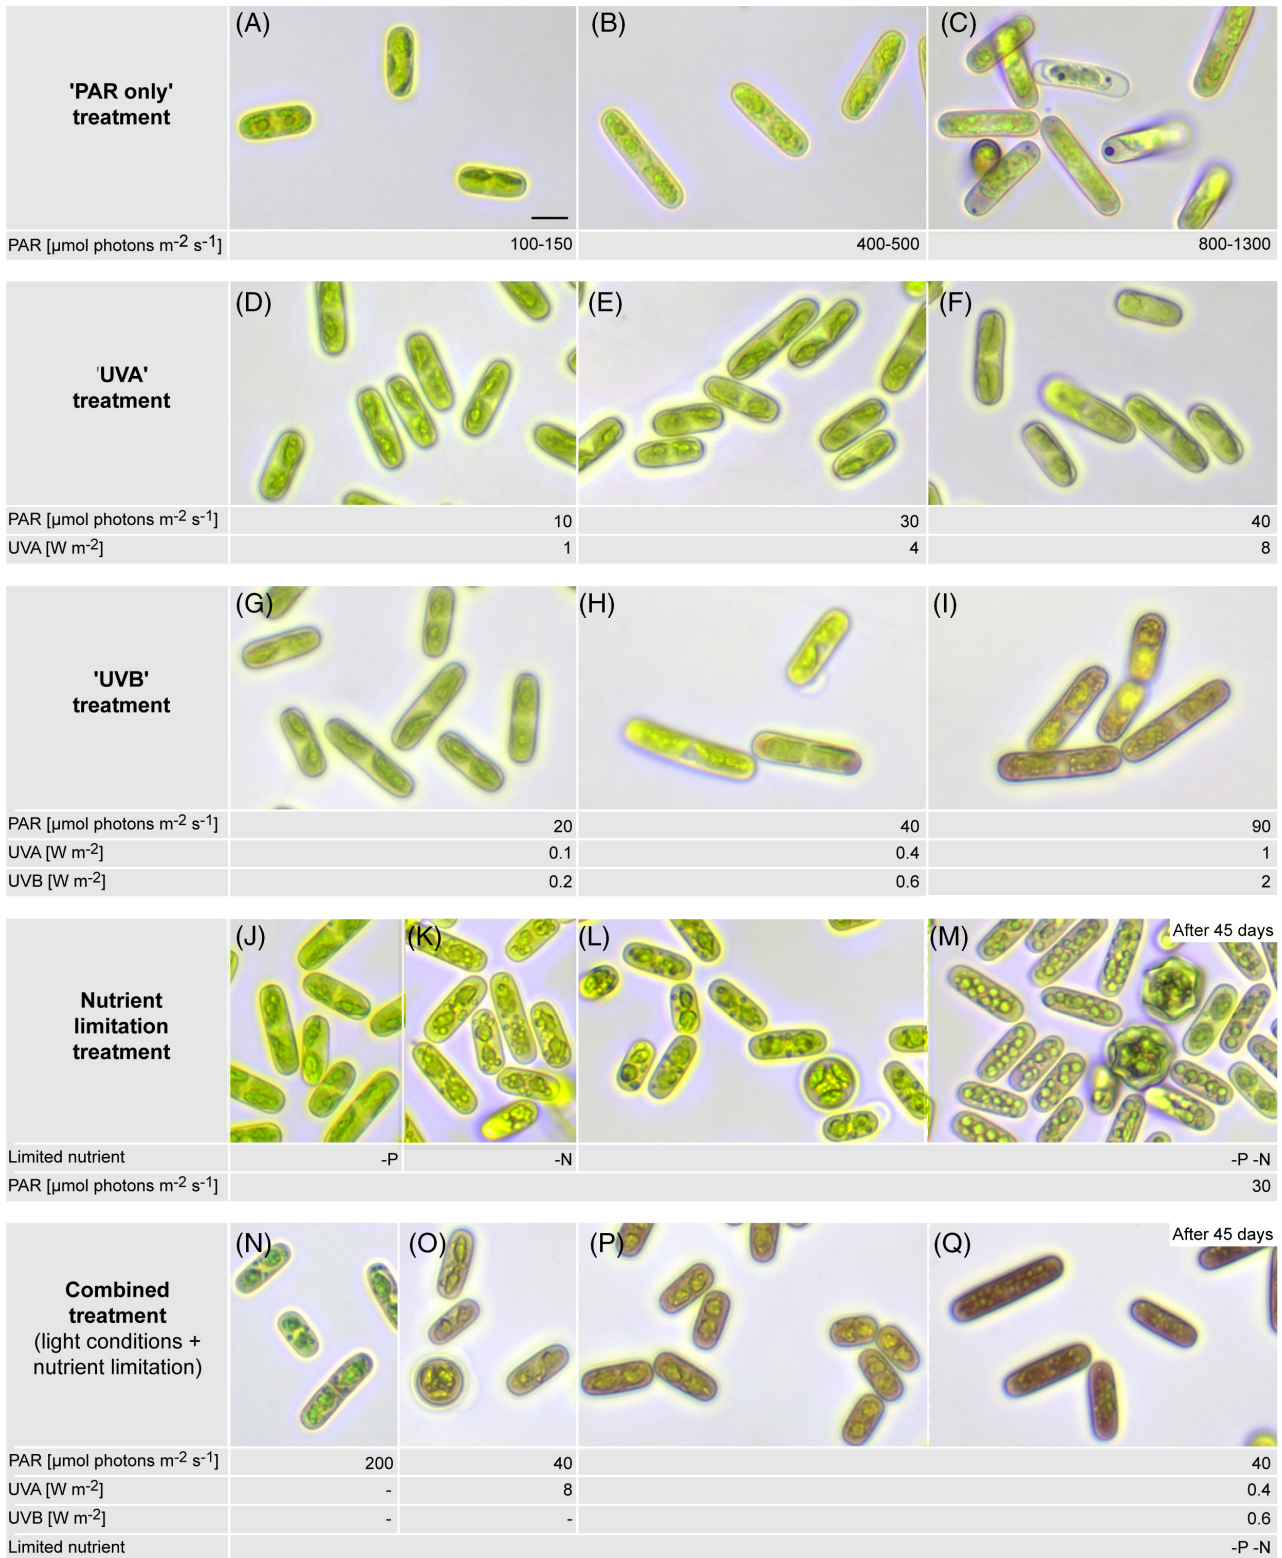 (A) (B) (C)
'PAR only'
treatment
PAR [µmol photons m-2 s-1] 100-150 400-500 800-1300
(D) (E) (F)
'UVA'
treatment
PAR [µmol photons m-2 s-1] 10 30 40
UVA [W m-2] 1 4 8
(G) (H) (I)
'UVB'
treatment
PAR [µmol photons m-2 s-1] 20 40 90
UVA [W m-2] 0.1 0.4 1
UVB [W m-2] 0.2 0.6 2
(J) (K) (L) (M) After 45 days
Nutrient
limitation
treatment
Limited nutrient -P -N -P -N
PAR [µmol photons m-2 s-1] 30
(N) (O) (P) (Q) After 45 days
Combined
treatment
(light conditions +
nutrient limitation)
PAR [µmol photons m-2 s-1] 200 40 40
UVA [W m-2] - 8 0.4
UVB [W m-2] - - 0.6
Limited nutrient -P -N